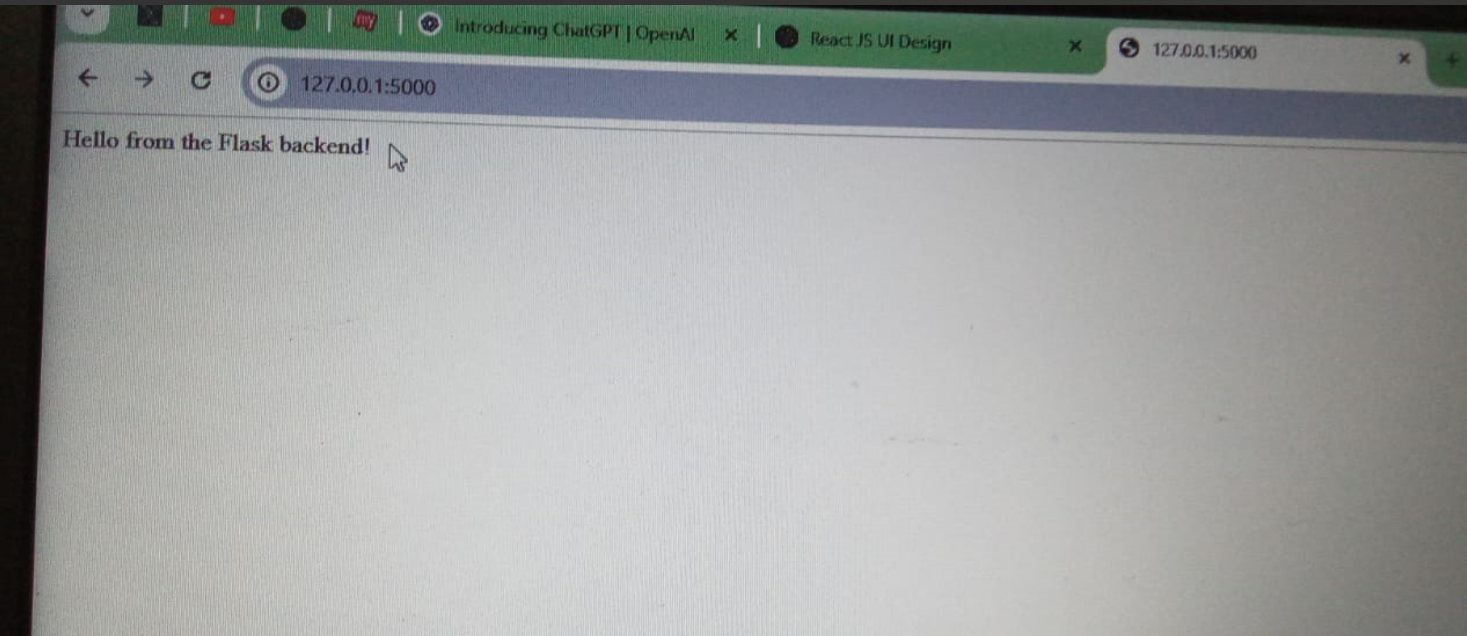 Introducing ChatGPT | OpenAI
React JS UI Design
127.0.0.1:5000
127.0.0.1:5000
Hello from the Flask backend!